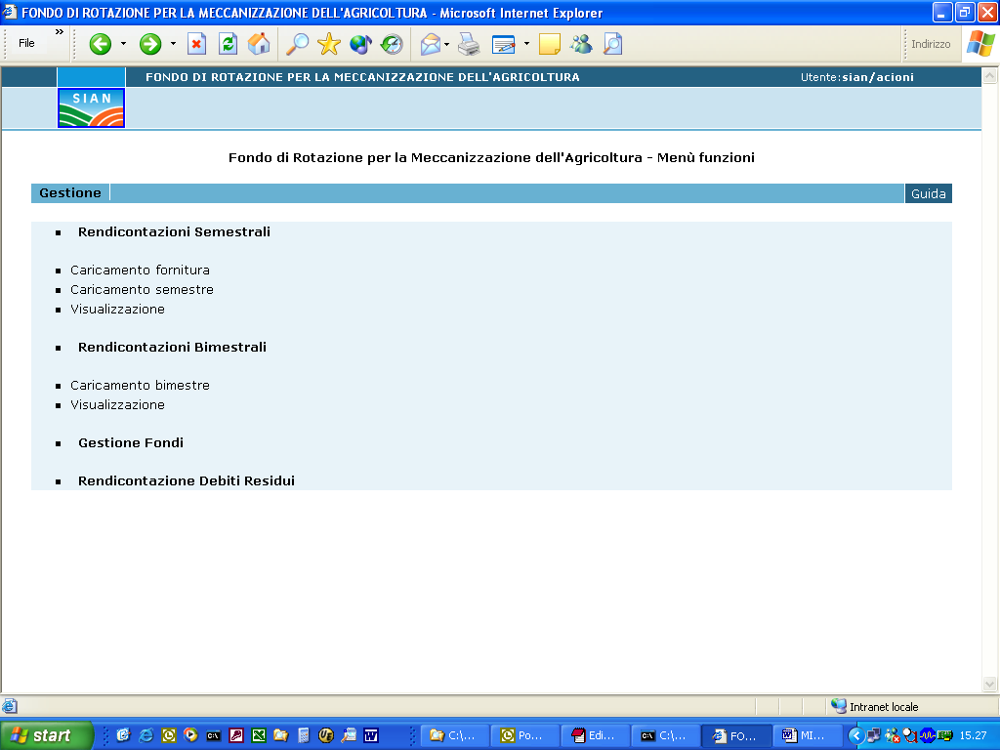 FONDO DI ROTAZIONE PER LA MECCANIZZAZIONE DELL'AGRICOLTURA - Microsoft Internet Explorer
File » Indirizzo
FONDO DI ROTAZIONE PER LA MECCANIZZAZIONE DELL'AGRICOLTURA Utente:sian/acioni
SIAN
Fondo di Rotazione per la Meccanizzazione dell'Agricoltura - Menù funzioni
Gestione Guida
Rendicontazioni Semestrali
Caricamento fornitura
Caricamento semestre
Visualizzazione
Rendicontazioni Bimestrali
Caricamento bimestre
Visualizzazione
Gestione Fondi
Rendicontazione Debiti Residui
Intranet locale
start C:\... Po... Edi... C:\... FO... MI... 15.27